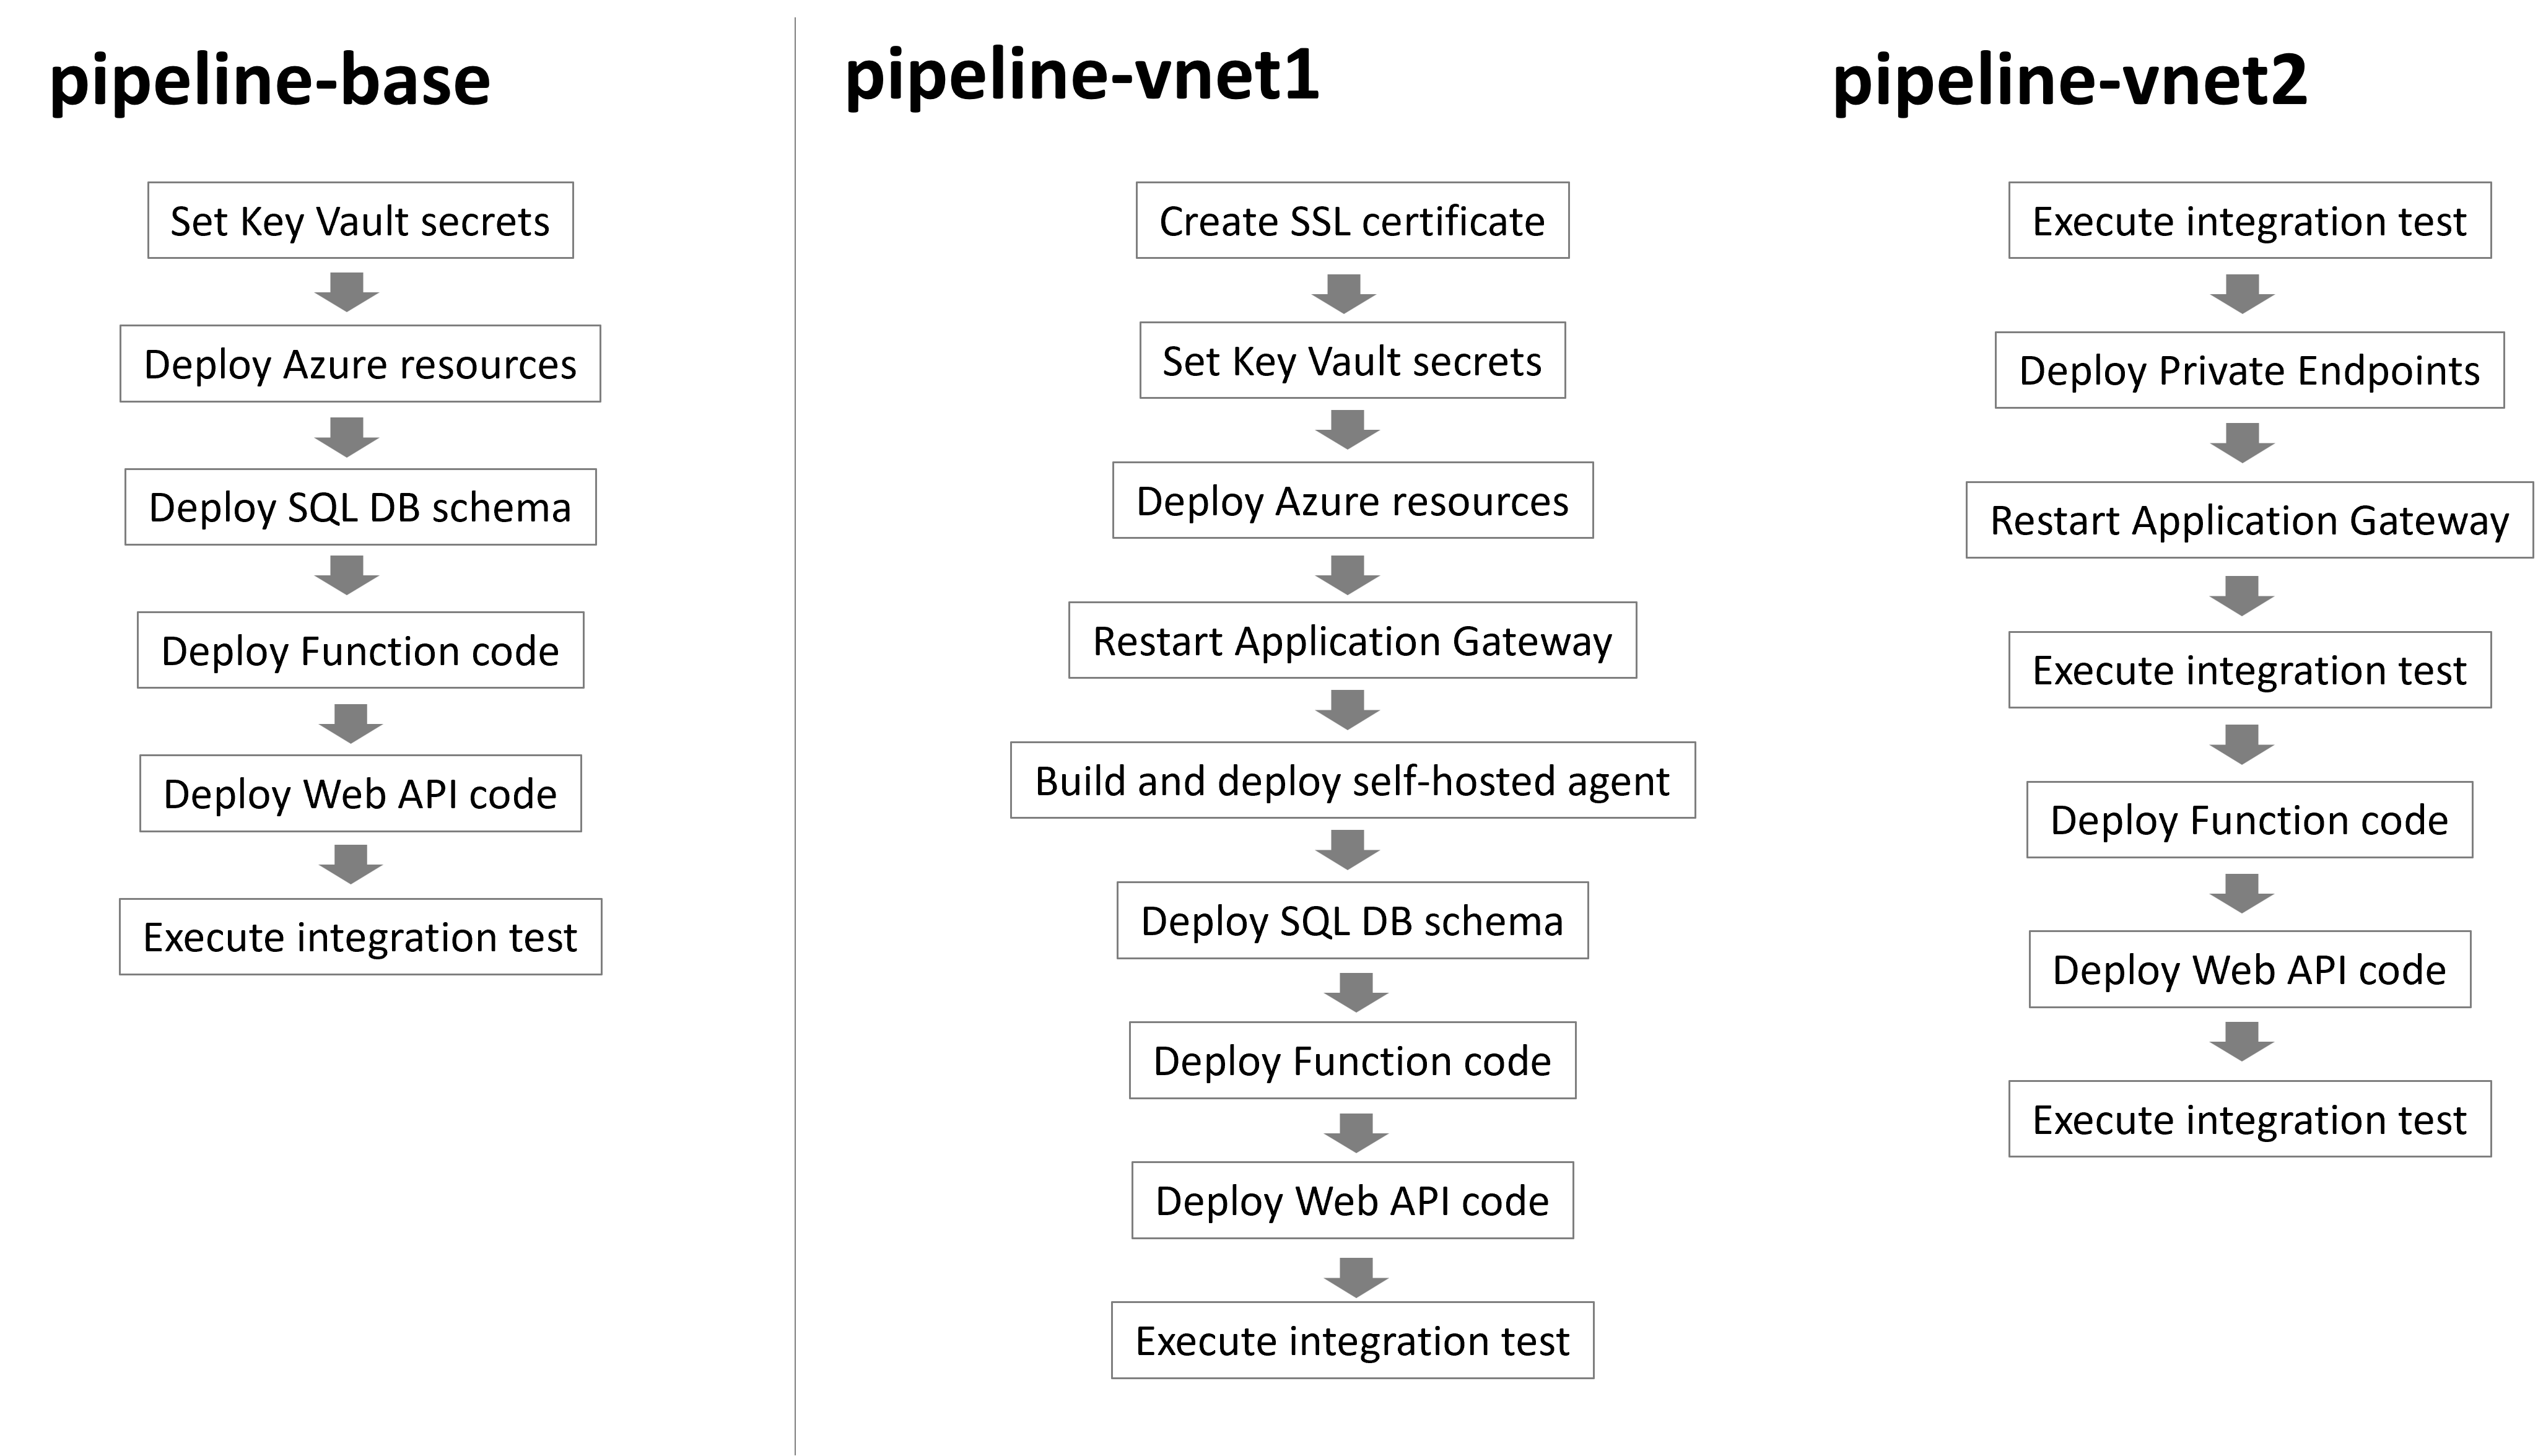 pipeline-base
Set Key Vault secrets
Deploy Azure resources
Deploy SQL DB schema
Deploy Function code
Deploy Web API code
Execute integration test
pipeline-vnet1
Create SSL certificate
Set Key Vault secrets
Deploy Azure resources
Restart Application Gateway
Build and deploy self-hosted agent
Deploy SQL DB schema
Deploy Function code
Deploy Web API code
Execute integration test
pipeline-vnet2
Execute integration test
Deploy Private Endpoints
Restart Application Gateway
Execute integration test
Deploy Function code
Deploy Web API code
Execute integration test